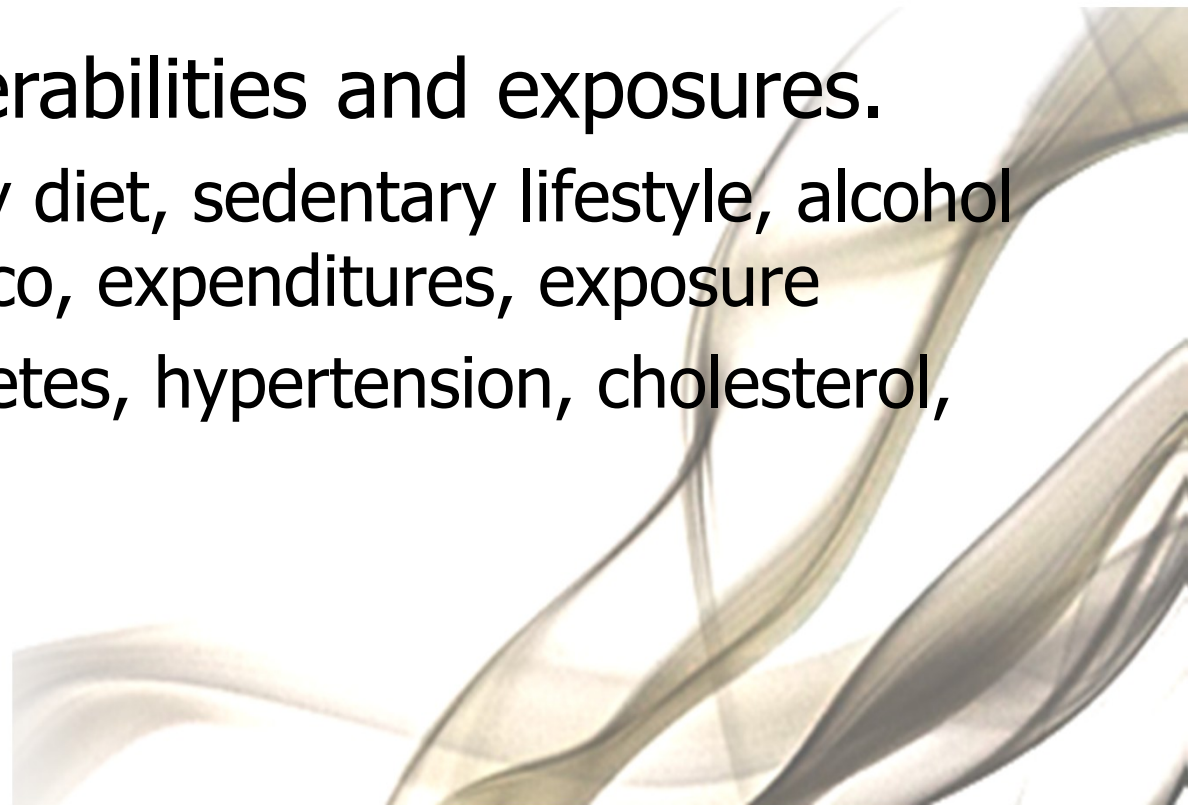 erabilities and exposures.
y diet, sedentary lifestyle, alcohol
co, expenditures, exposure
etes, hypertension, cholesterol,